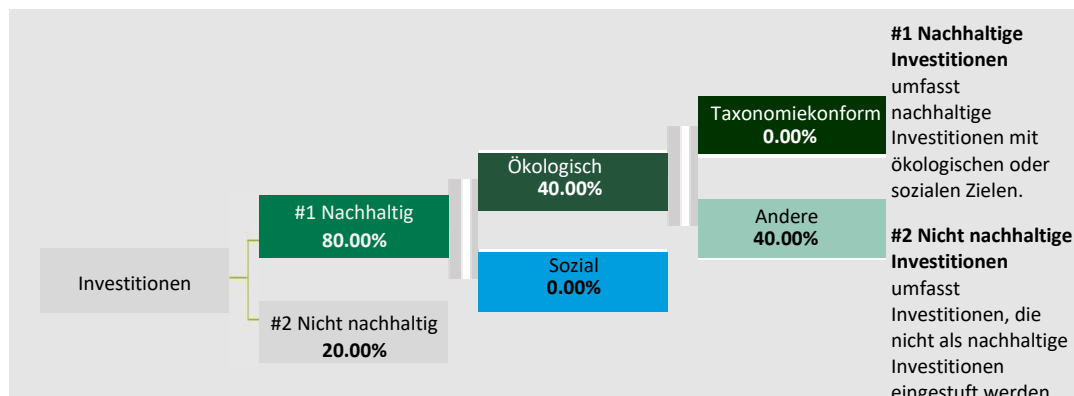 Investitionen
#1 Nachhaltig
80.00%
#2 Nicht nachhaltig
20.00%
Ökologisch
40.00%
Sozial
0.00%
Taxonomiekonform
0.00%
Andere
40.00%
#1 Nachhaltige
Investitionen
umfasst
nachhaltige
Investitionen mit
ökologischen oder
sozialen Zielen.
#2 Nicht nachhaltige
Investitionen
umfasst
Investitionen, die
nicht als nachhaltige
Investitionen
eingestuft werden